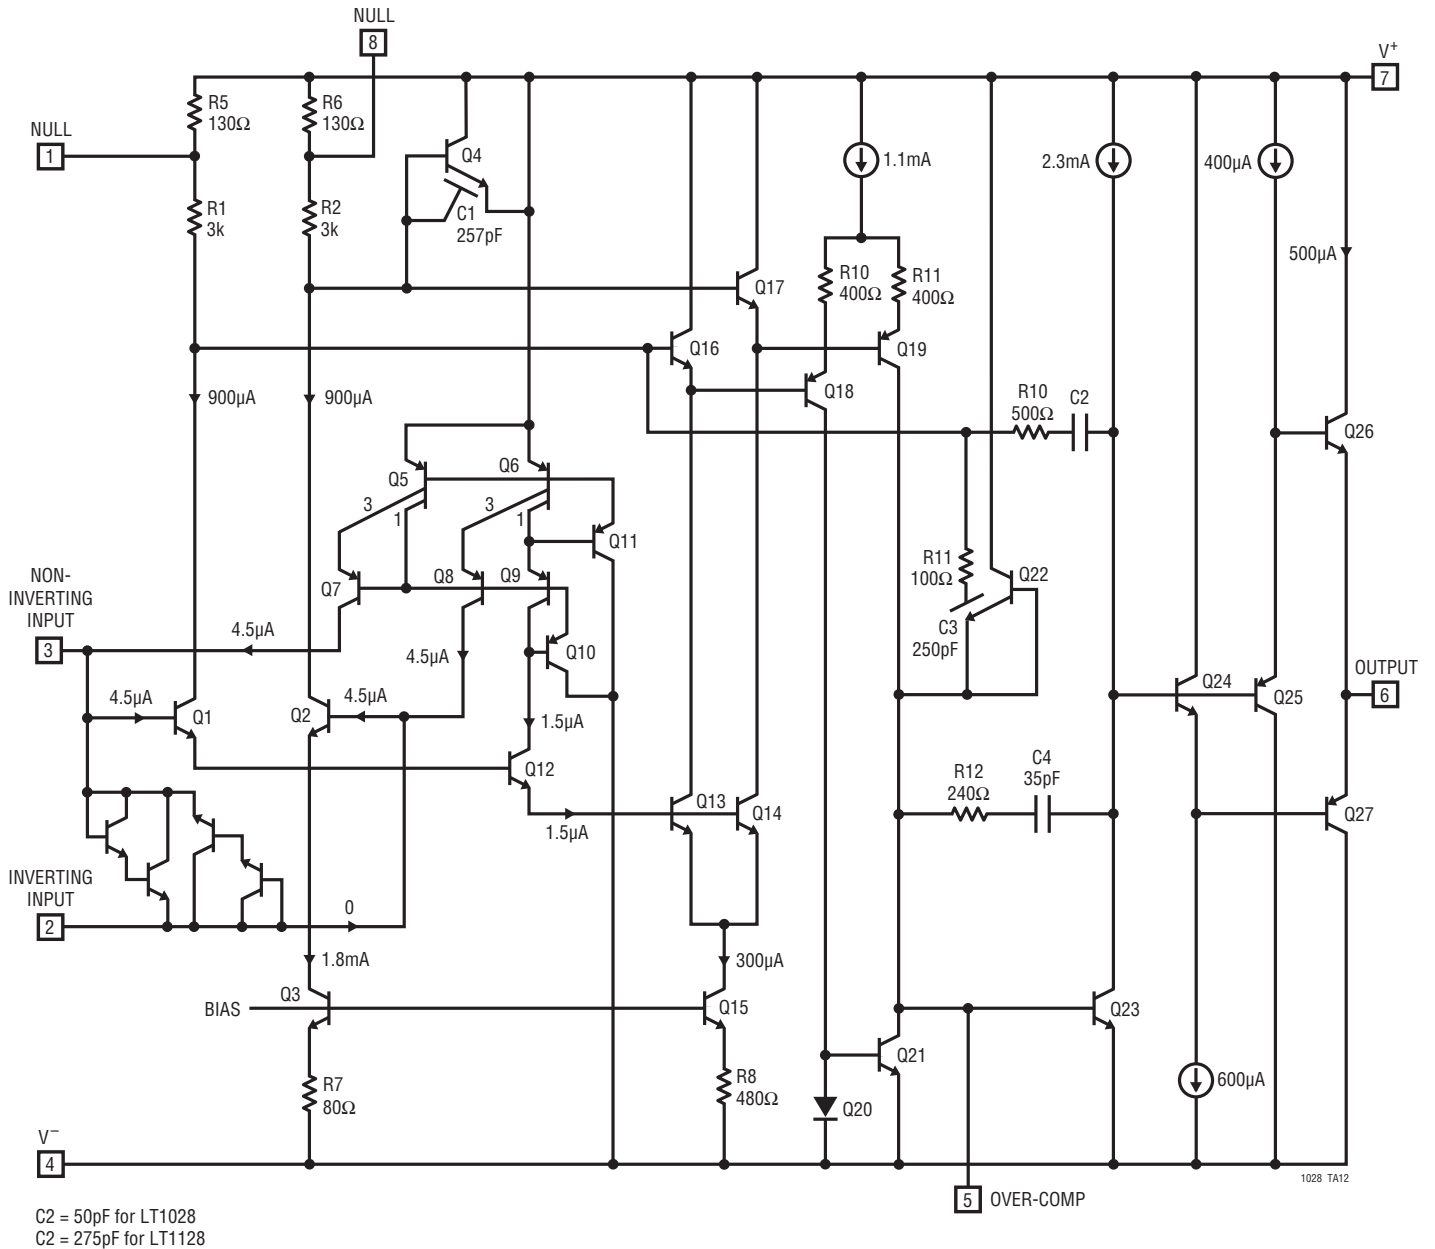 NULL
8
V+
7
R5
130Ω
R6
130Ω
NULL
1
Q4
C1
257pF
1.1mA
2.3mA
400µA
R1
3k
R2
3k
500µA
Q17
R10
400Ω
R11
400Ω
Q16
Q19
Q18
900µA
900µA
R10
500Ω
C2
Q26
Q5
3
1
Q6
3
1
Q11
Q7
Q8
Q9
R11
100Ω
Q22
C3
250pF
NON-
INVERTING
INPUT
3
4.5µA
4.5µA
Q10
OUTPUT
6
4.5µA
Q1
Q2
4.5µA
1.5µA
Q24
Q25
Q12
1.5µA
Q13
Q14
R12
240Ω
C4
35pF
Q27
INVERTING
INPUT
2
0
1.8mA
300µA
BIAS
Q3
Q15
Q23
Q21
R7
80Ω
R8
480Ω
Q20
600µA
V–
4
1028 TA12
5
OVER-COMP
C2 = 50pF for LT1028
C2 = 275pF for LT1128